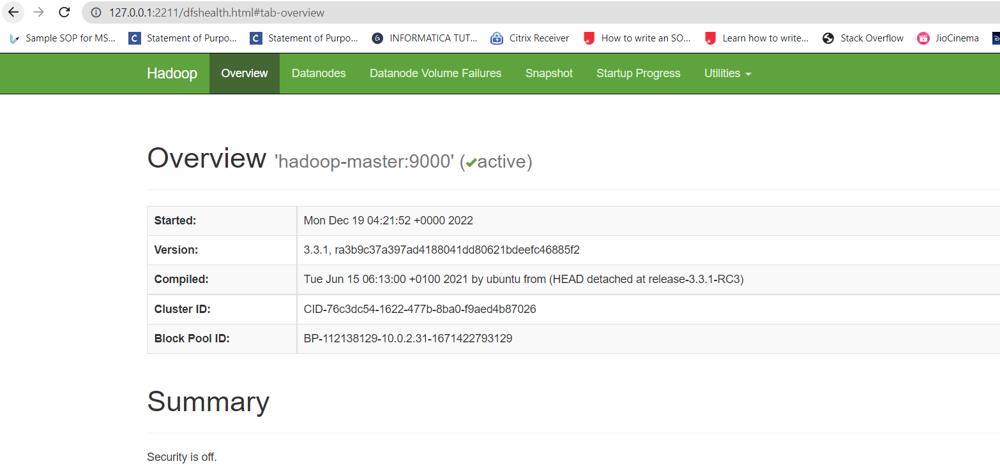 127.0.0.1:2211/dfshealth.html#tab-overview
Sample SOP for MS... Statement of Purpo... Statement of Purpo... INFORMATICA TUT... Citrix Receiver How to write an SO... Learn how to write... Stack Overflow JioCinema
Hadoop Overview Datanodes Datanode Volume Failures Snapshot Startup Progress Utilities
Overview 'hadoop-master:9000' (✔active)
Started: Mon Dec 19 04:21:52 +0000 2022
Version: 3.3.1, ra3b9c37a397ad4188041dd80621bdeefc46885f2
Compiled: Tue Jun 15 06:13:00 +0100 2021 by ubuntu from (HEAD detached at release-3.3.1-RC3)
Cluster ID: CID-76c3dc54-1622-477b-8ba0-f9aed4b87026
Block Pool ID: BP-112138129-10.0.2.31-1671422793129
Summary
Security is off.